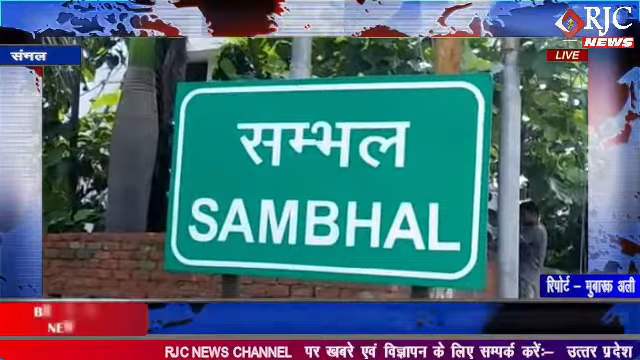 RJC
NEWS
संभल
LIVE
सम्भल
SAMBHAL
रिपोर्ट - मुबारक अली
RJC NEWS CHANNEL पर खबरे एवं विज्ञापन के लिए सम्पर्क करें:- उत्तर प्रदेश